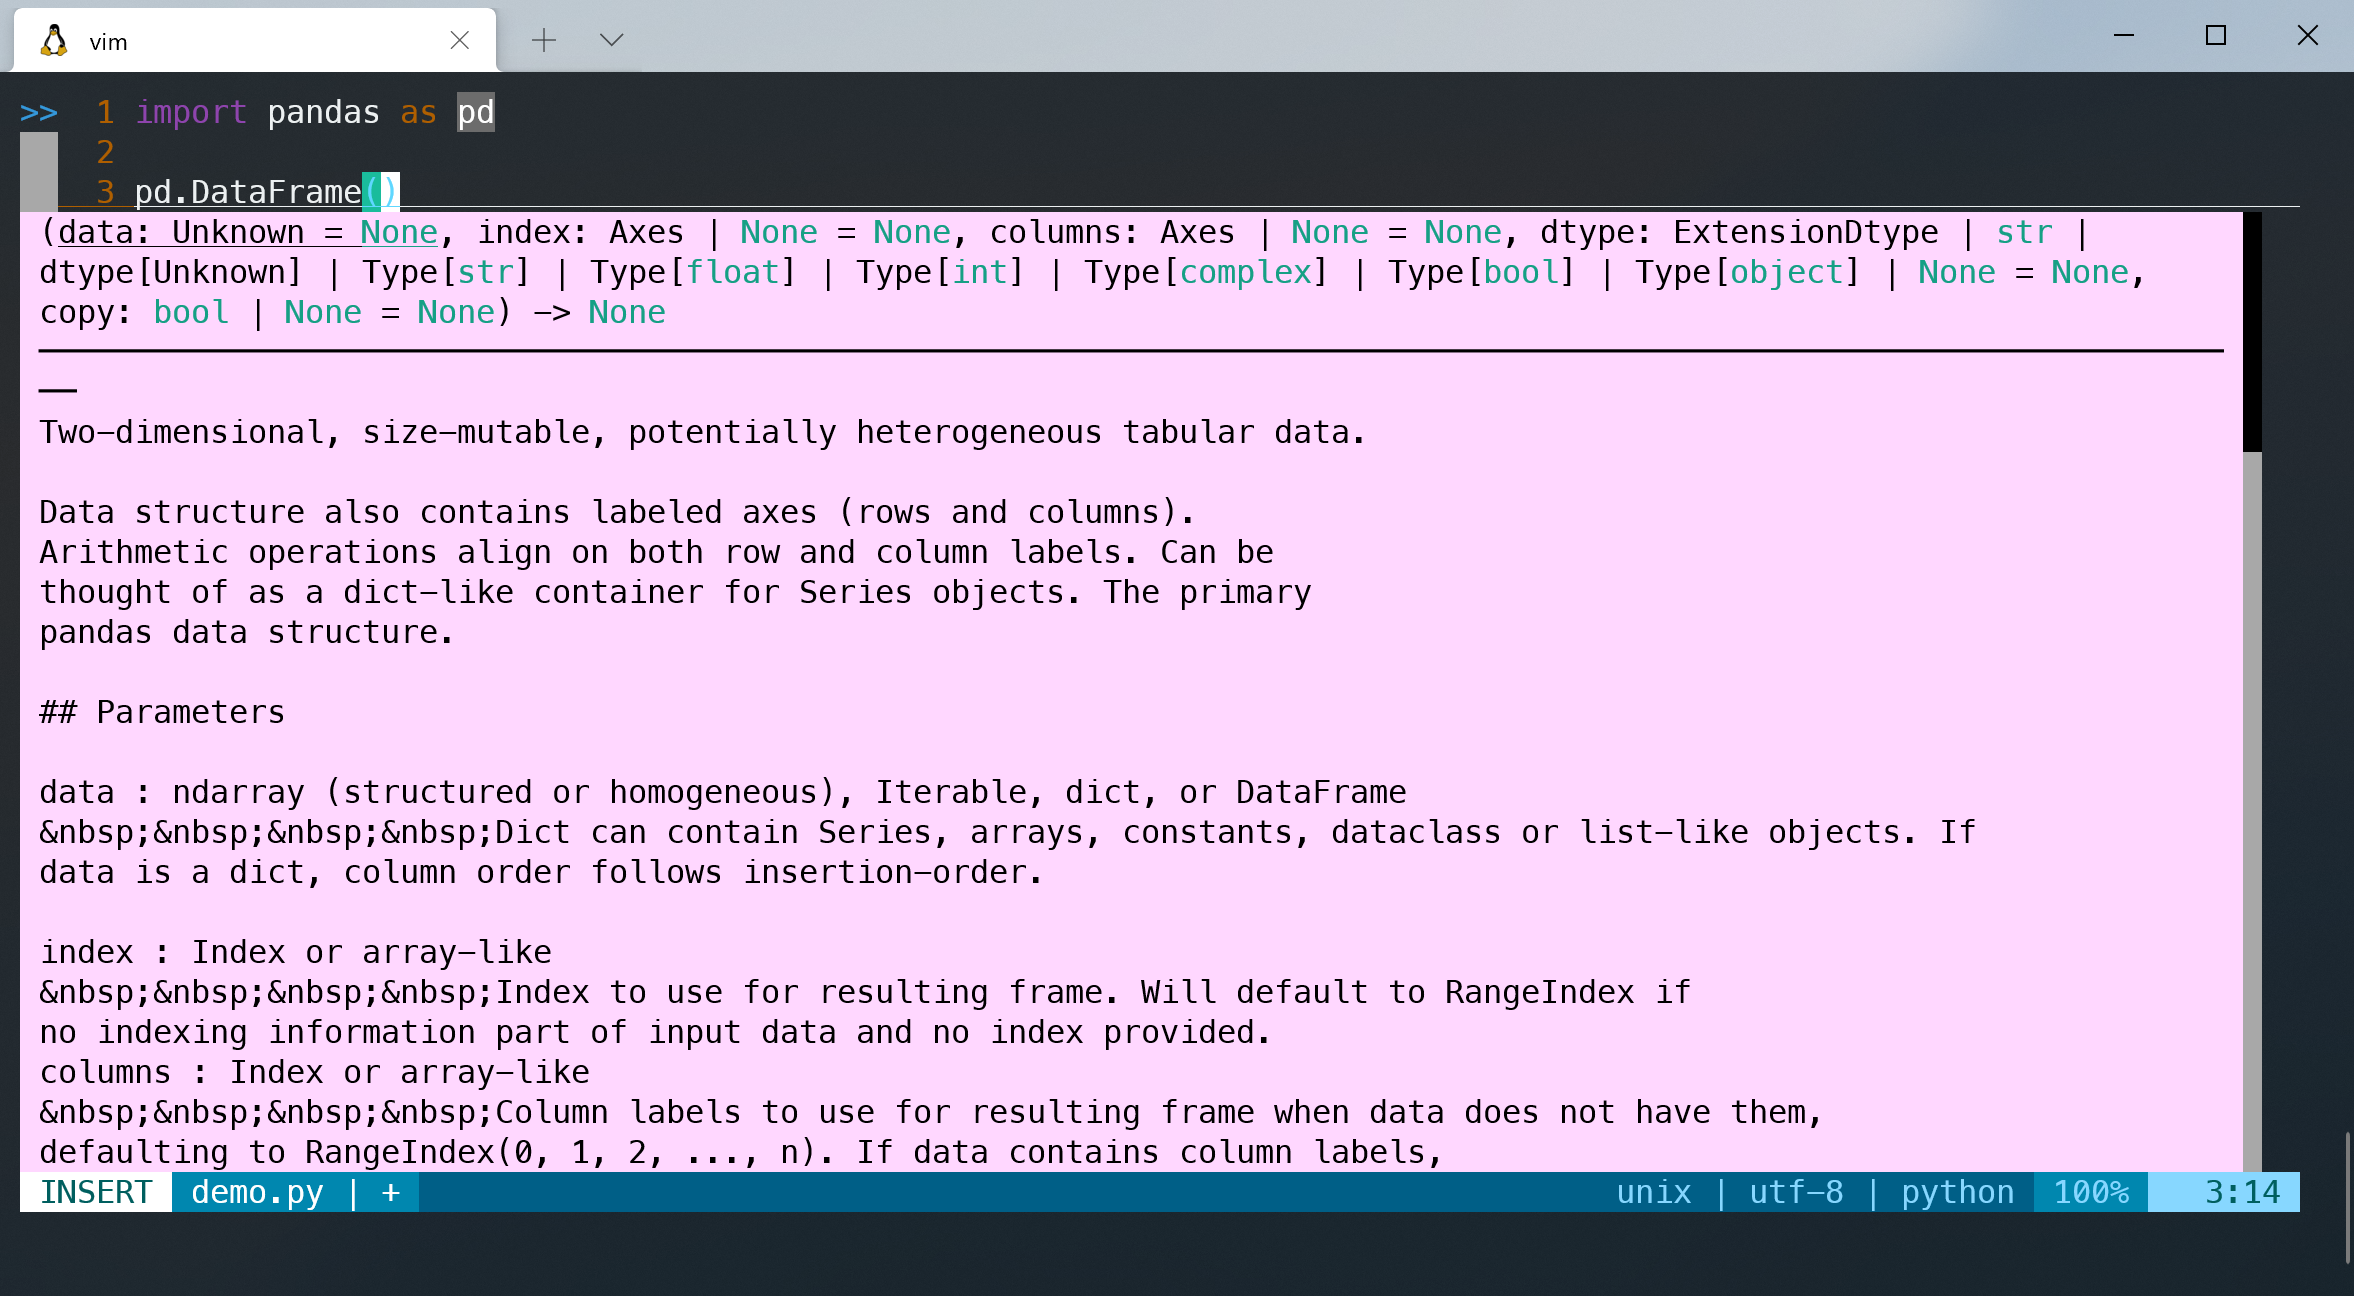 vim
>> 1 import pandas as pd
2
3 pd.DataFrame()
(data: Unknown = None, index: Axes | None = None, columns: Axes | None = None, dtype: ExtensionDtype | str |
dtype[Unknown] | Type[str] | Type[float] | Type[int] | Type[complex] | Type[bool] | Type[object] | None = None,
copy: bool | None = None) -> None
Two-dimensional, size-mutable, potentially heterogeneous tabular data.
Data structure also contains labeled axes (rows and columns).
Arithmetic operations align on both row and column labels. Can be
thought of as a dict-like container for Series objects. The primary
pandas data structure.
## Parameters
data : ndarray (structured or homogeneous), Iterable, dict, or DataFrame
&nbsp;&nbsp;&nbsp;&nbsp;Dict can contain Series, arrays, constants, dataclass or list-like objects. If
data is a dict, column order follows insertion-order.
index : Index or array-like
&nbsp;&nbsp;&nbsp;&nbsp;Index to use for resulting frame. Will default to RangeIndex if
no indexing information part of input data and no index provided.
columns : Index or array-like
&nbsp;&nbsp;&nbsp;&nbsp;Column labels to use for resulting frame when data does not have them,
defaulting to RangeIndex(0, 1, 2, ..., n). If data contains column labels,
INSERT demo.py | + unix | utf-8 | python 100% 3:14